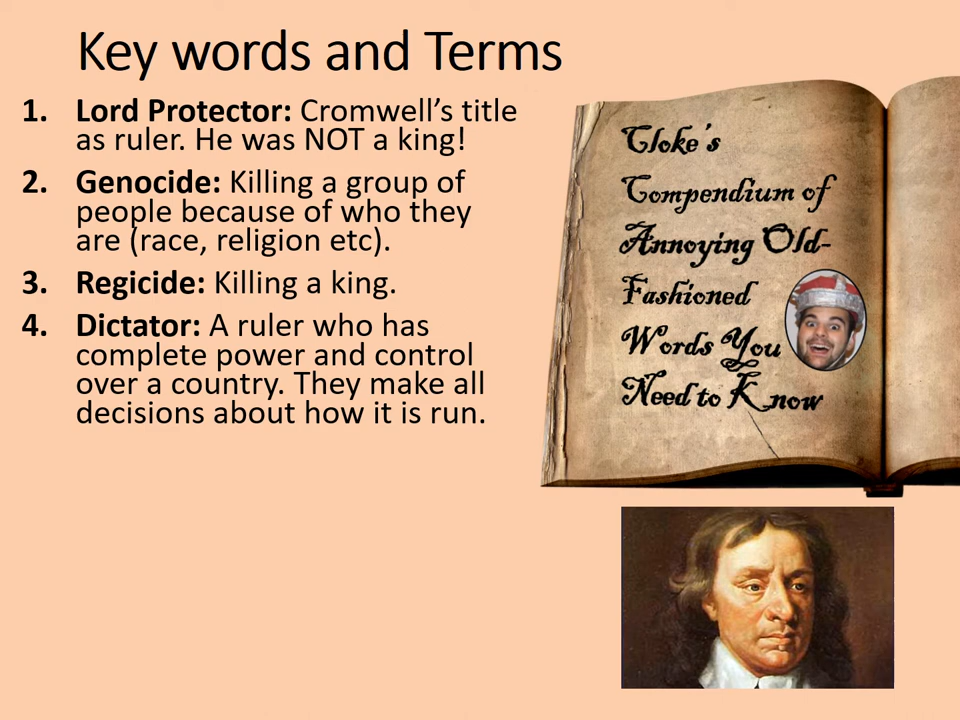 Key words and Terms
1. Lord Protector: Cromwell’s title
as ruler. He was NOT a king!
2. Genocide: Killing a group of
people because of who they
are (race, religion etc).
3. Regicide: Killing a king.
4. Dictator: A ruler who has
complete power and control
over a country. They make all
decisions about how it is run.
Cloke’s
Compendium of
Annoying Old-
Fashioned
Words You
Need to Know